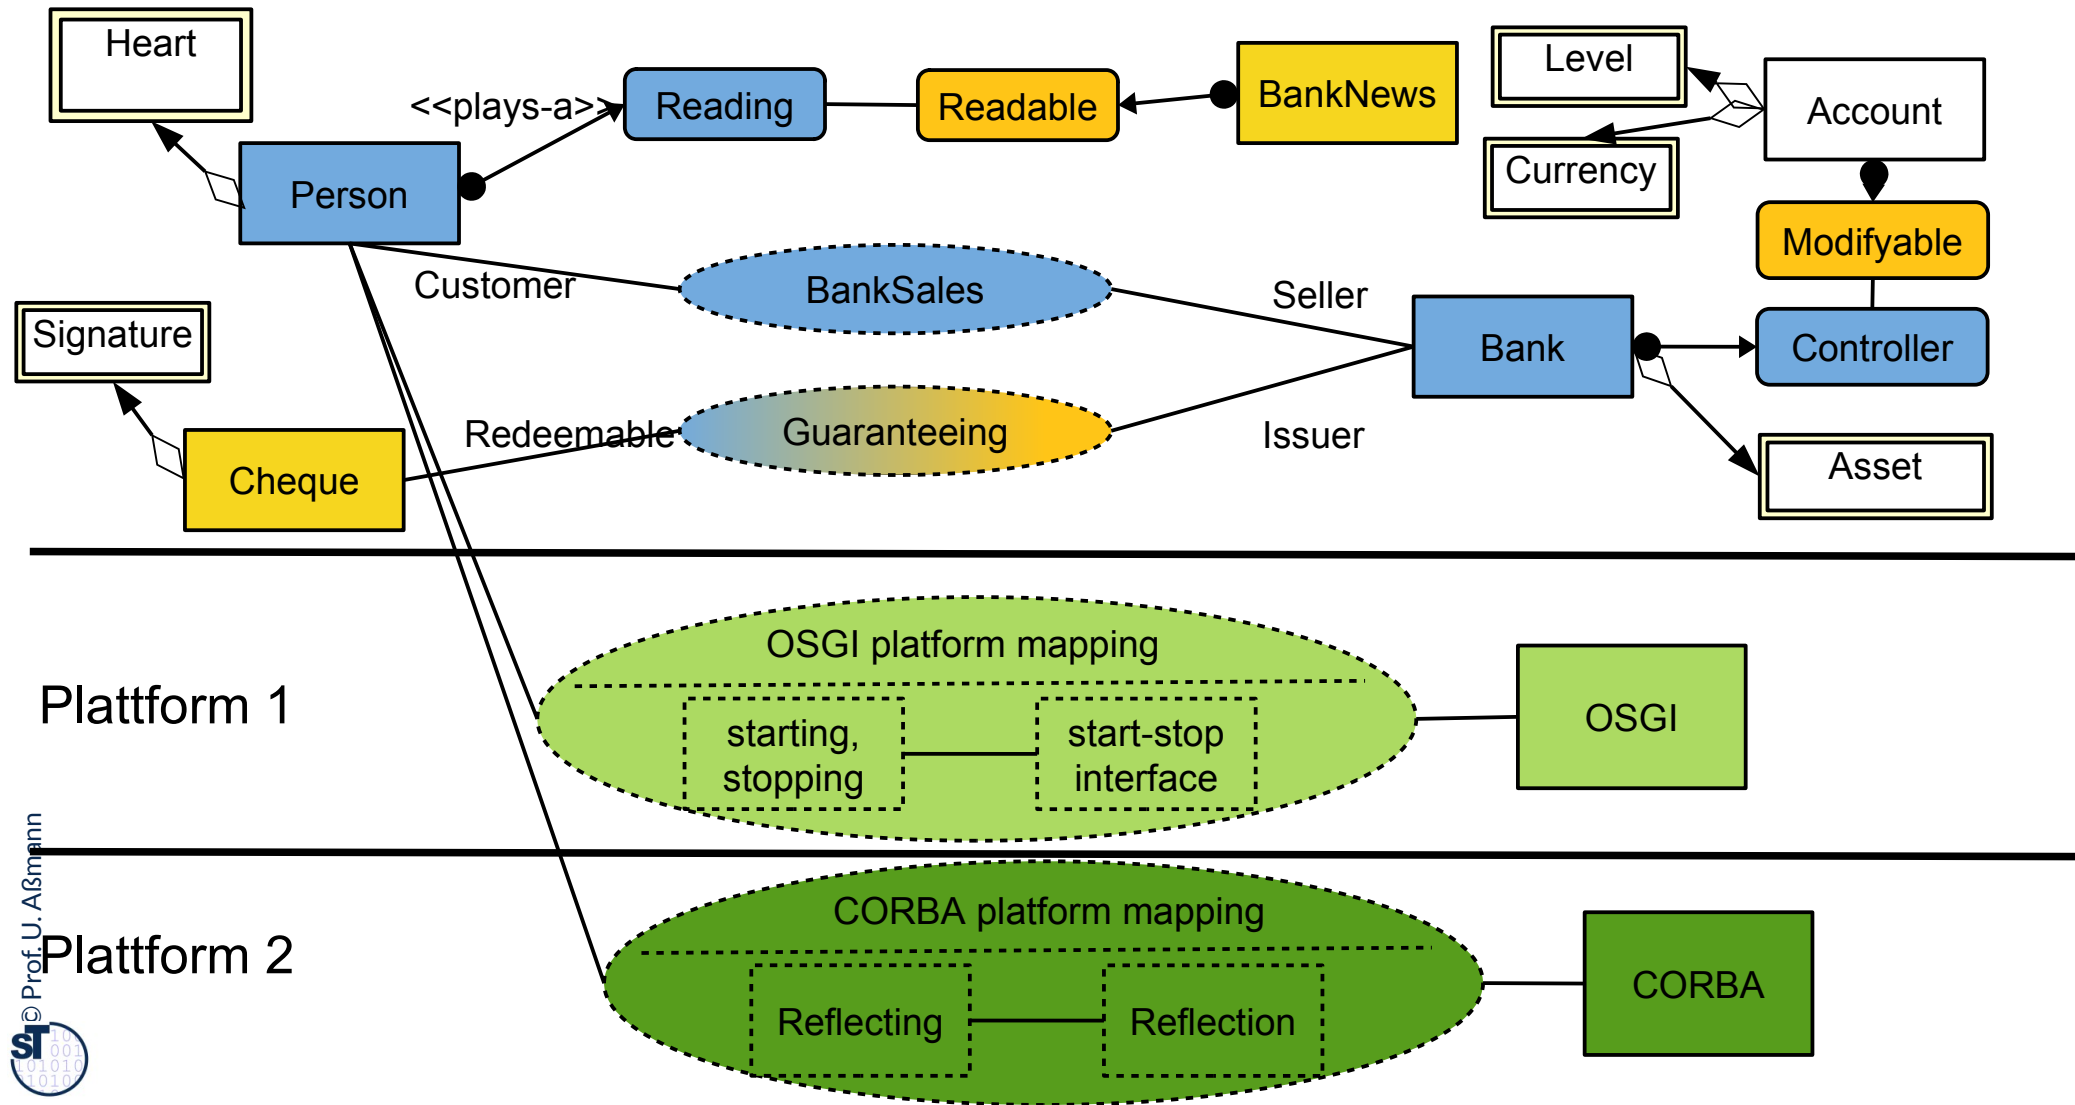 Heart
<<plays-a>>
Reading
Readable
BankNews
Level
Account
Currency
Person
Modifyable
Customer
BankSales
Seller
Signature
Bank
Controller
Redeemable
Guaranteeing
Issuer
Cheque
Asset
OSGI platform mapping
Plattform 1
starting,
stopping
start-stop
interface
OSGI
CORBA platform mapping
Plattform 2
Reflecting
Reflection
CORBA
© Prof. U. Aßmann
ST